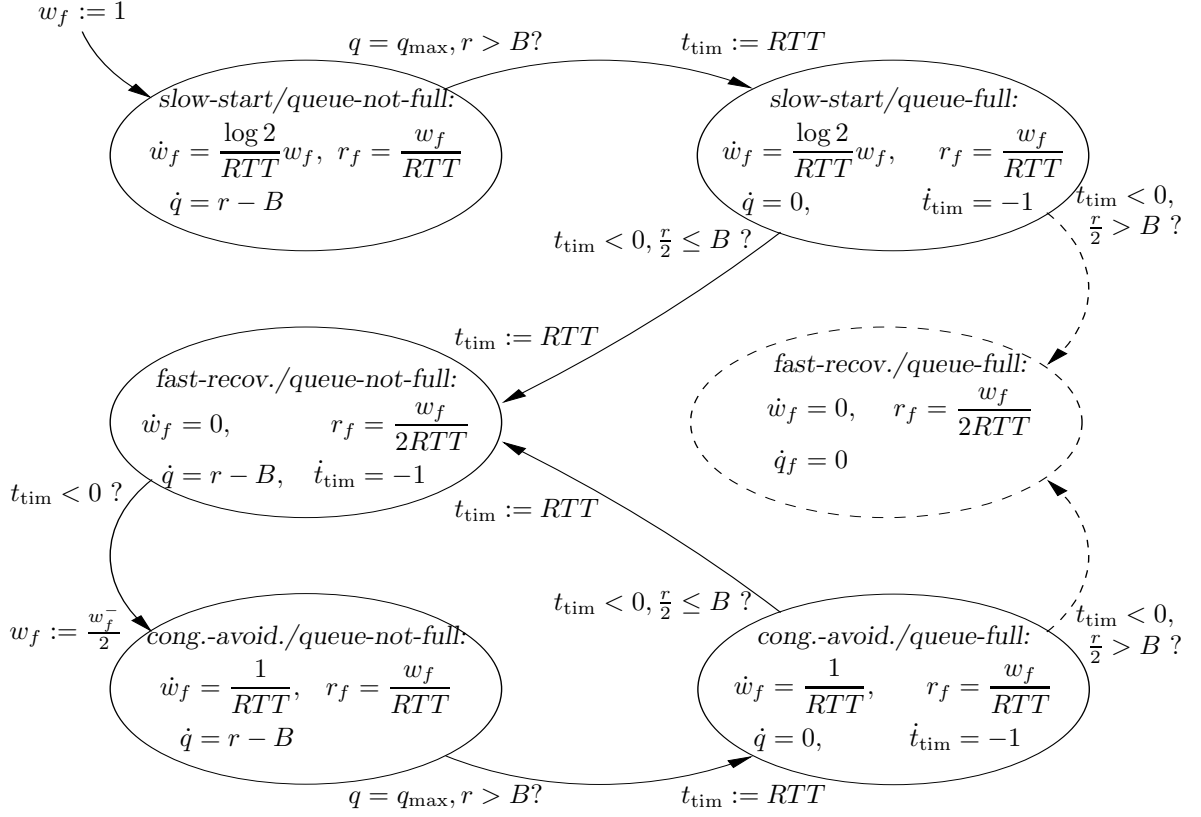 w_f := 1
q = q_max, r > B?
t_tim := RTT
slow-start/queue-not-full:
ẇ_f = (log 2 / RTT) w_f, r_f = w_f / RTT
q̇ = r − B
slow-start/queue-full:
ẇ_f = (log 2 / RTT) w_f, r_f = w_f / RTT
q̇ = 0, ṫ_tim = −1
t_tim < 0,
r/2 > B ?
t_tim < 0, r/2 ≤ B ?
t_tim := RTT
fast-recov./queue-not-full:
ẇ_f = 0, r_f = w_f / 2RTT
q̇ = r − B, ṫ_tim = −1
fast-recov./queue-full:
ẇ_f = 0, r_f = w_f / 2RTT
q̇_f = 0
t_tim < 0 ?
t_tim := RTT
t_tim < 0, r/2 ≤ B ?
t_tim < 0,
r/2 > B ?
w_f := w_f^− / 2
cong.-avoid./queue-not-full:
ẇ_f = 1 / RTT, r_f = w_f / RTT
q̇ = r − B
cong.-avoid./queue-full:
ẇ_f = 1 / RTT, r_f = w_f / RTT
q̇ = 0, ṫ_tim = −1
q = q_max, r > B?
t_tim := RTT